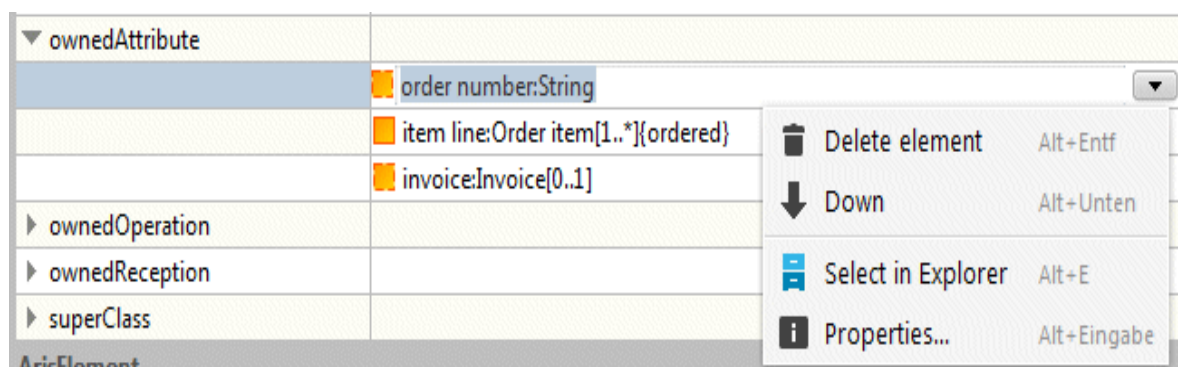 ownedAttribute
order number:String
item line:Order item[1..*]{ordered}
invoice:Invoice[0..1]
ownedOperation
ownedReception
superClass
ArisElement
Delete element Alt+Entf
Down Alt+Unten
Select in Explorer Alt+E
Properties... Alt+Eingabe